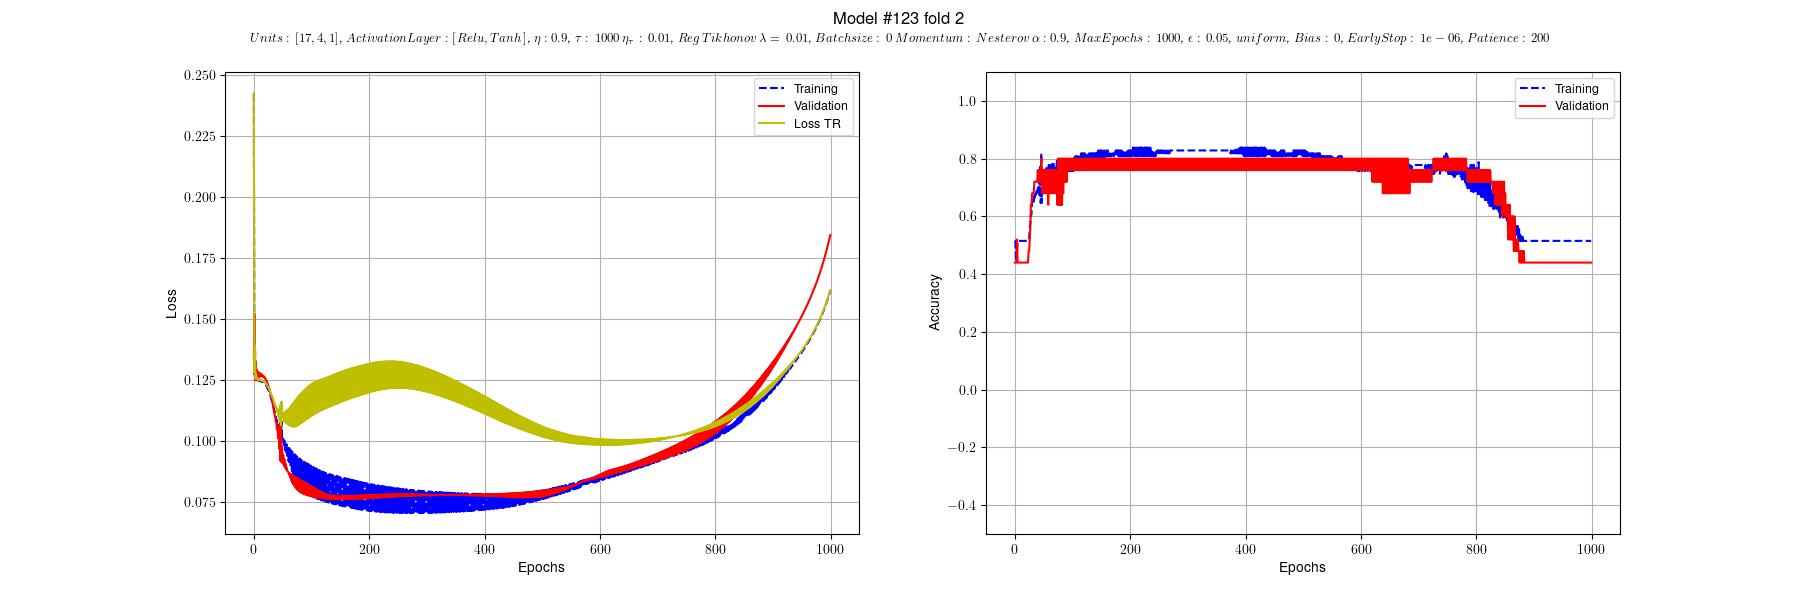 Model #123 fold 2
Units : [17, 4, 1], ActivationLayer : [Relu, Tanh], η : 0.9, τ :: 1000 ητ : 0.01, Reg Tikhonov λ = 0.01, Batchsize : 0 Momentum : Nesterov α : 0.9, MaxEpochs : 1000, ϵ : 0.05, uniform, Bias : 0, EarlyStop : 1e − 06, Patience : 200
Loss
0.250
0.225
0.200
0.175
0.150
0.125
0.100
0.075
0 200 400 600 800 1000
Epochs
Training
Validation
Loss TR
Accuracy
1.0
0.8
0.6
0.4
0.2
0.0
−0.2
−0.4
0 200 400 600 800 1000
Epochs
Training
Validation